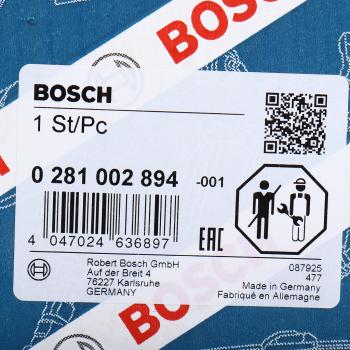 BOSCH
BOSCH
1 St/Pc
0 281 002 894 -001
4 047024 636897
EAC
Robert Bosch GmbH
Auf der Breit 4
76227 Karlsruhe
GERMANY
087925
477
Made in Germany
Fabriqué en Allemagne
BOSCH